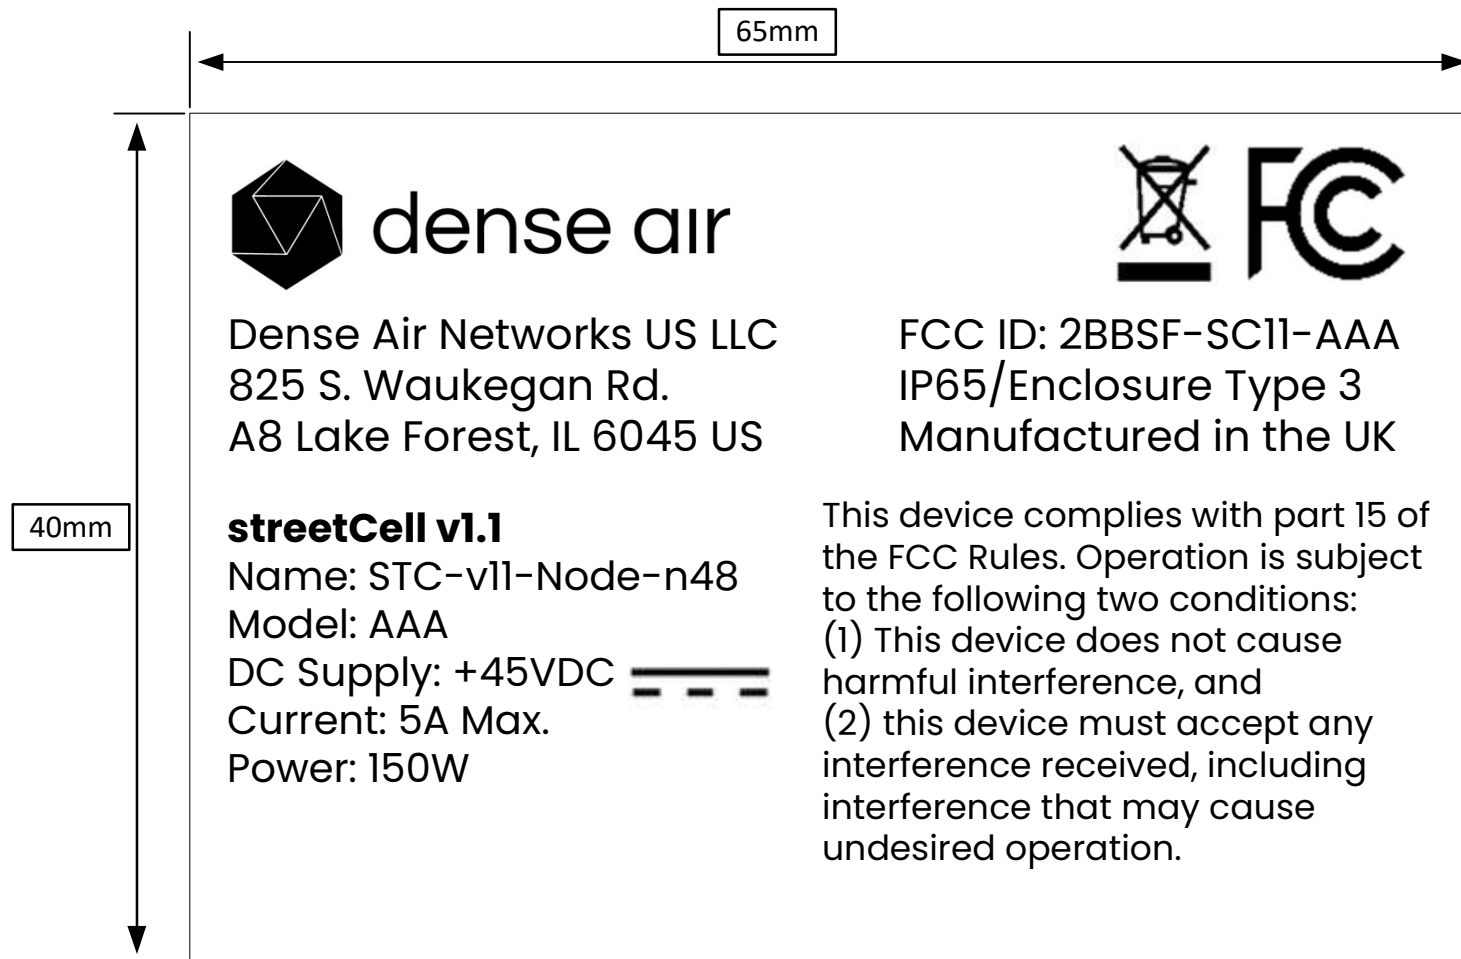 65mm
40mm
dense air
FC
Dense Air Networks US LLC
825 S. Waukegan Rd.
A8 Lake Forest, IL 6045 US
FCC ID: 2BBSF-SC11-AAA
IP65/Enclosure Type 3
Manufactured in the UK
streetCell v1.1
Name: STC-v11-Node-n48
Model: AAA
DC Supply: +45VDC
Current: 5A Max.
Power: 150W
This device complies with part 15 of
the FCC Rules. Operation is subject
to the following two conditions:
(1) This device does not cause
harmful interference, and
(2) this device must accept any
interference received, including
interference that may cause
undesired operation.